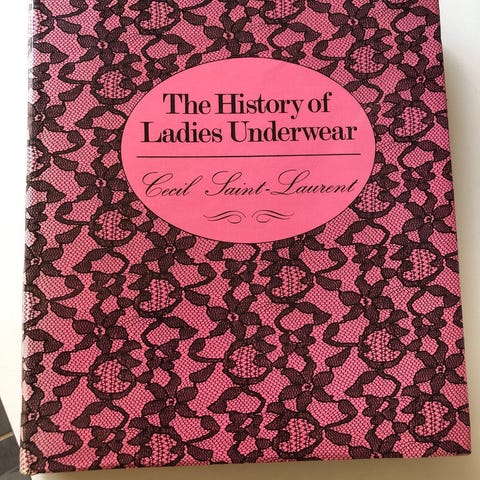 The History of
Ladies Underwear
Cecil Saint-Laurent